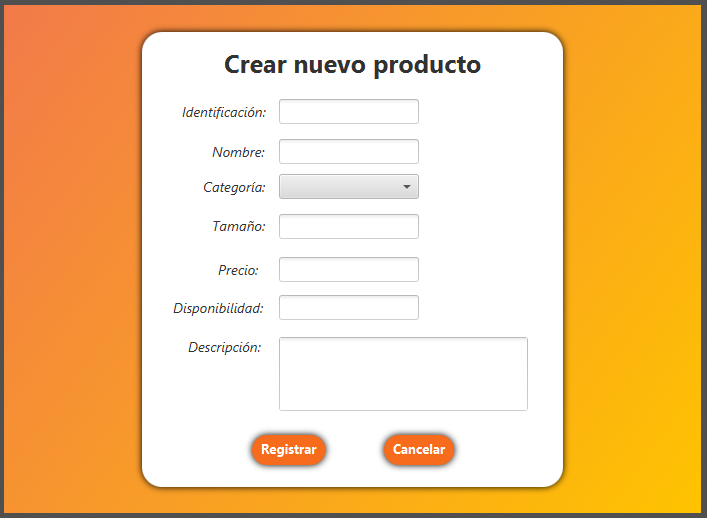 Crear nuevo producto
Identificación:
Nombre:
Categoría:
Tamaño:
Precio:
Disponibilidad:
Descripción:
Registrar
Cancelar